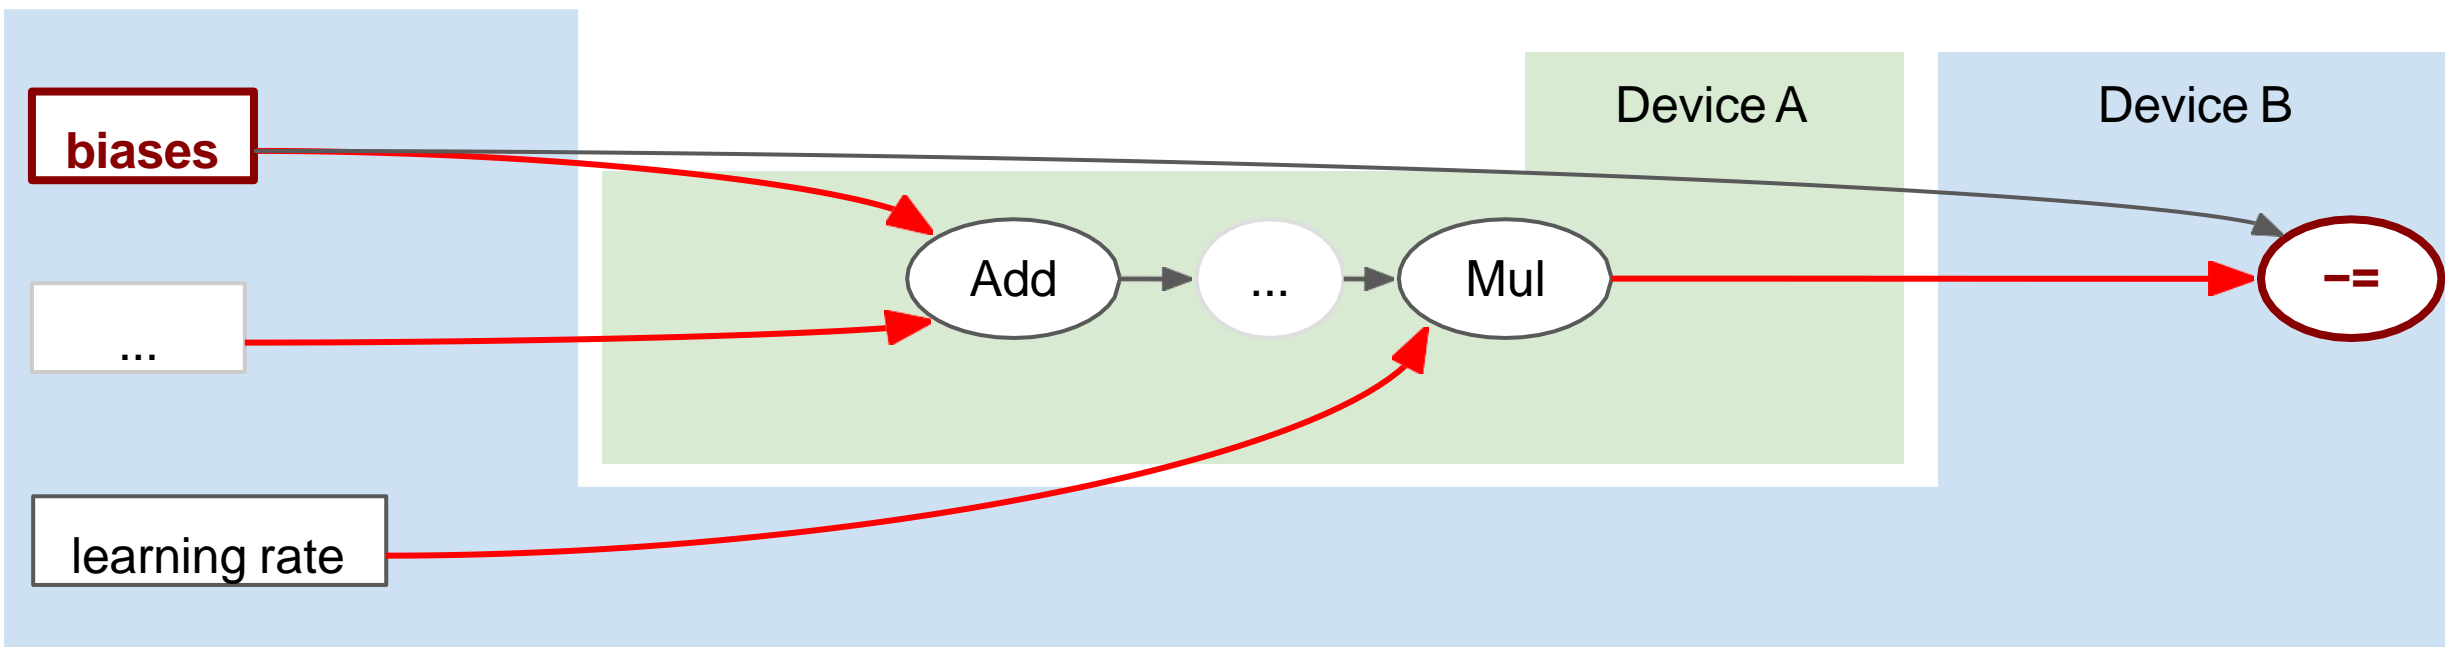 Device A
Device B
biases
Add
...
Mul
−=
...
learning rate